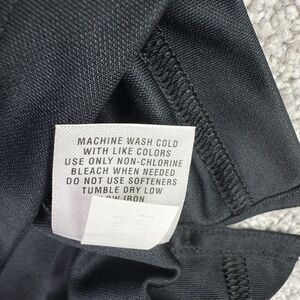 MACHINE WASH COLD
WITH LIKE COLORS
USE ONLY NON-CHLORINE
BLEACH WHEN NEEDED
DO NOT USE SOFTENERS
TUMBLE DRY LOW
LOW IRON